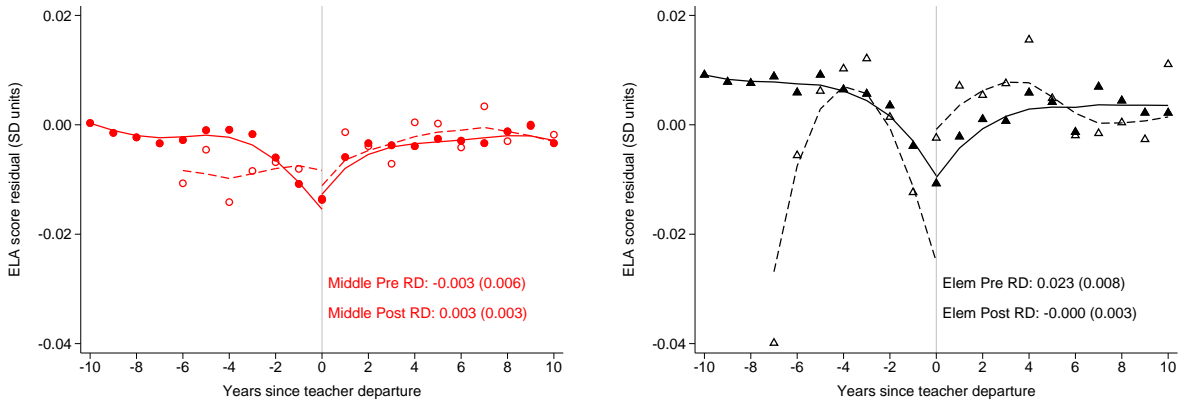 0.02
0.00
-0.02
-0.04
ELA score residual (SD units)
Middle Pre RD: -0.003 (0.006)
Middle Post RD: 0.003 (0.003)
-10 -8 -6 -4 -2 0 2 4 6 8 10
Years since teacher departure
0.02
0.00
-0.02
-0.04
ELA score residual (SD units)
Elem Pre RD: 0.023 (0.008)
Elem Post RD: -0.000 (0.003)
-10 -8 -6 -4 -2 0 2 4 6 8 10
Years since teacher departure